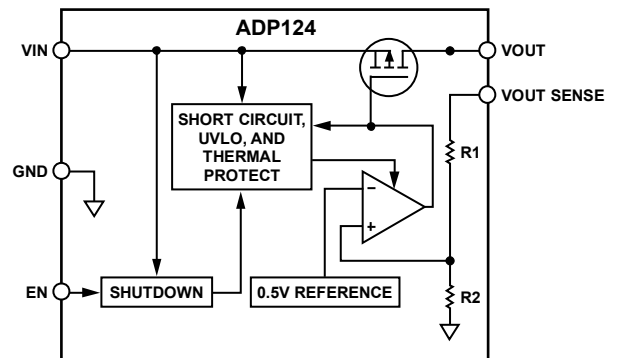 ADP124
VIN
VOUT
VOUT SENSE
SHORT CIRCUIT,
UVLO, AND
THERMAL
PROTECT
R1
GND
−
+
EN
SHUTDOWN
0.5V REFERENCE
R2